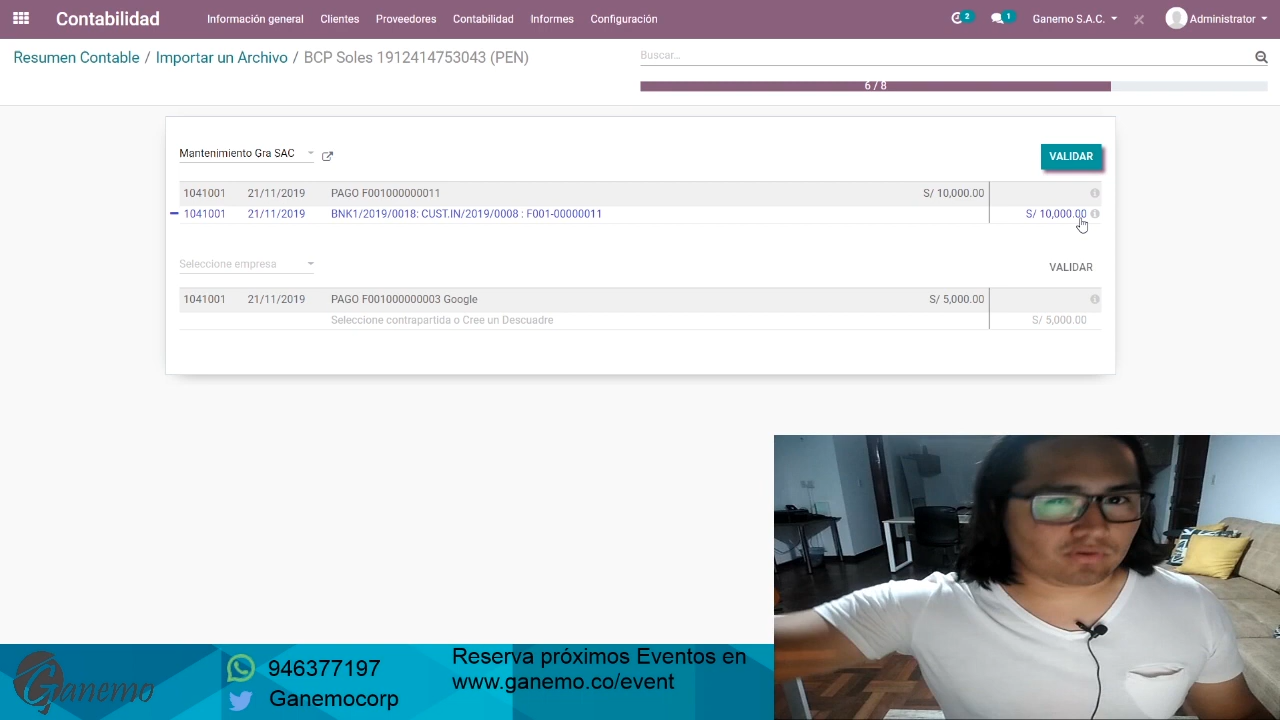 Contabilidad Información general Clientes Proveedores Contabilidad Informes Configuración 2 1 Ganemo S.A.C. Administrator
Resumen Contable / Importar un Archivo / BCP Soles 1912414753043 (PEN)
Buscar...
6 / 8
Mantenimiento Gra SAC
VALIDAR
1041001 21/11/2019 PAGO F001000000011 S/ 10,000.00
1041001 21/11/2019 BNK1/2019/0018: CUST.IN/2019/0008 : F001-00000011 S/ 10,000.00
Seleccione empresa
VALIDAR
1041001 21/11/2019 PAGO F001000000003 Google S/ 5,000.00
Seleccione contrapartida o Cree un Descuadre S/ 5,000.00
Ganemo
946377197
Ganemocorp
Reserva próximos Eventos en
www.ganemo.co/event